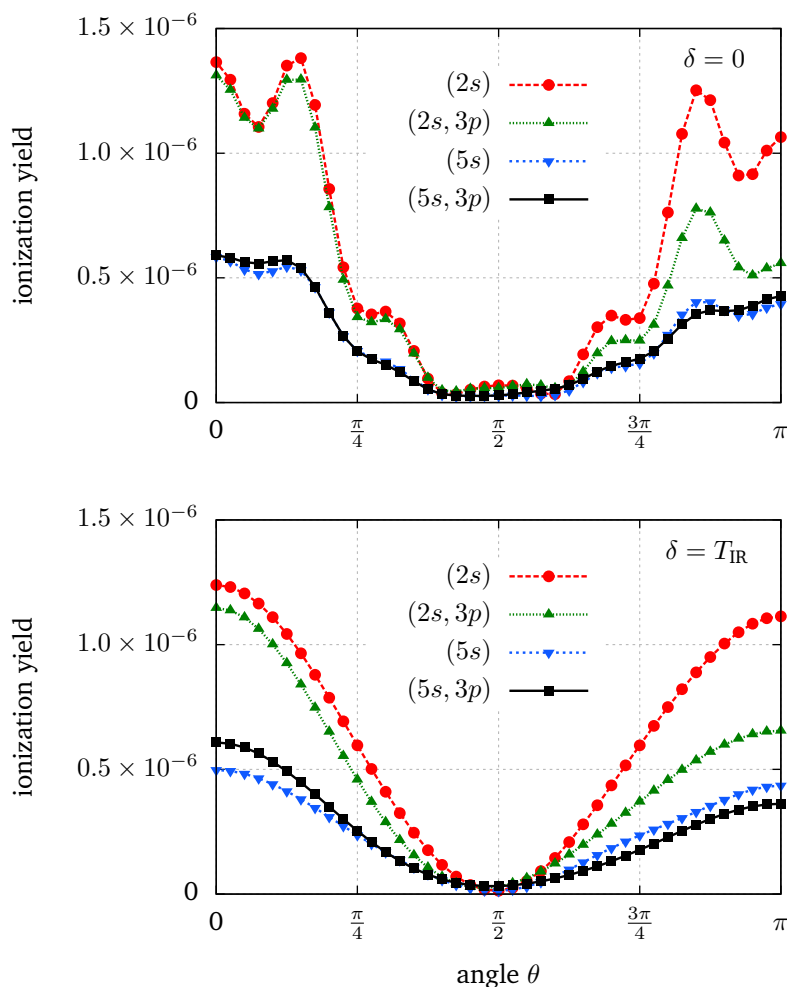 ionization yield
1.5 × 10⁻⁶
1.0 × 10⁻⁶
0.5 × 10⁻⁶
0
δ = 0
(2s)
(2s, 3p)
(5s)
(5s, 3p)
0 π/4 π/2 3π/4 π
ionization yield
1.5 × 10⁻⁶
1.0 × 10⁻⁶
0.5 × 10⁻⁶
0
δ = T_IR
(2s)
(2s, 3p)
(5s)
(5s, 3p)
0 π/4 π/2 3π/4 π
angle θ